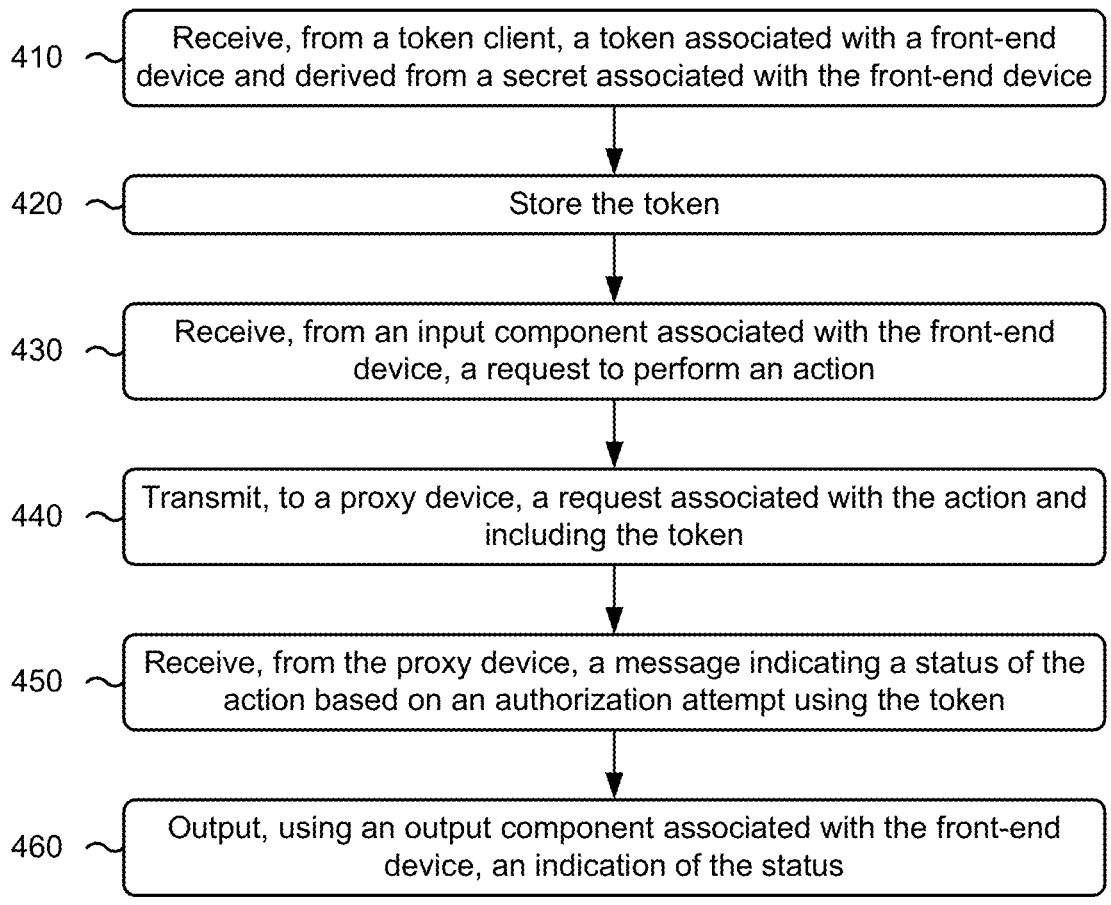 410
Receive, from a token client, a token associated with a front-end
device and derived from a secret associated with the front-end device
420
Store the token
430
Receive, from an input component associated with the front-end
device, a request to perform an action
440
Transmit, to a proxy device, a request associated with the action and
including the token
450
Receive, from the proxy device, a message indicating a status of the
action based on an authorization attempt using the token
460
Output, using an output component associated with the front-end
device, an indication of the status